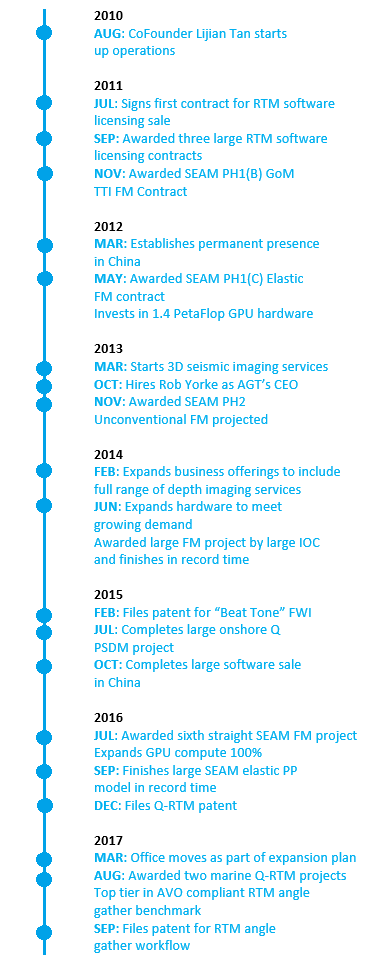 2010
AUG: CoFounder Lijian Tan starts
up operations
2011
JUL: Signs first contract for RTM software
licensing sale
SEP: Awarded three large RTM software
licensing contracts
NOV: Awarded SEAM PH1(B) GoM
TTI FM Contract
2012
MAR: Establishes permanent presence
in China
MAY: Awarded SEAM PH1(C) Elastic
FM contract
Invests in 1.4 PetaFlop GPU hardware
2013
MAR: Starts 3D seismic imaging services
OCT: Hires Rob Yorke as AGT's CEO
NOV: Awarded SEAM PH2
Unconventional FM projected
2014
FEB: Expands business offerings to include
full range of depth imaging services
JUN: Expands hardware to meet
growing demand
Awarded large FM project by large IOC
and finishes in record time
2015
FEB: Files patent for “Beat Tone” FWI
JUL: Completes large onshore Q
PSDM project
OCT: Completes large software sale
in China
2016
JUL: Awarded sixth straight SEAM FM project
Expands GPU compute 100%
SEP: Finishes large SEAM elastic PP
model in record time
DEC: Files Q-RTM patent
2017
MAR: Office moves as part of expansion plan
AUG: Awarded two marine Q-RTM projects
Top tier in AVO compliant RTM angle
gather benchmark
SEP: Files patent for RTM angle
gather workflow